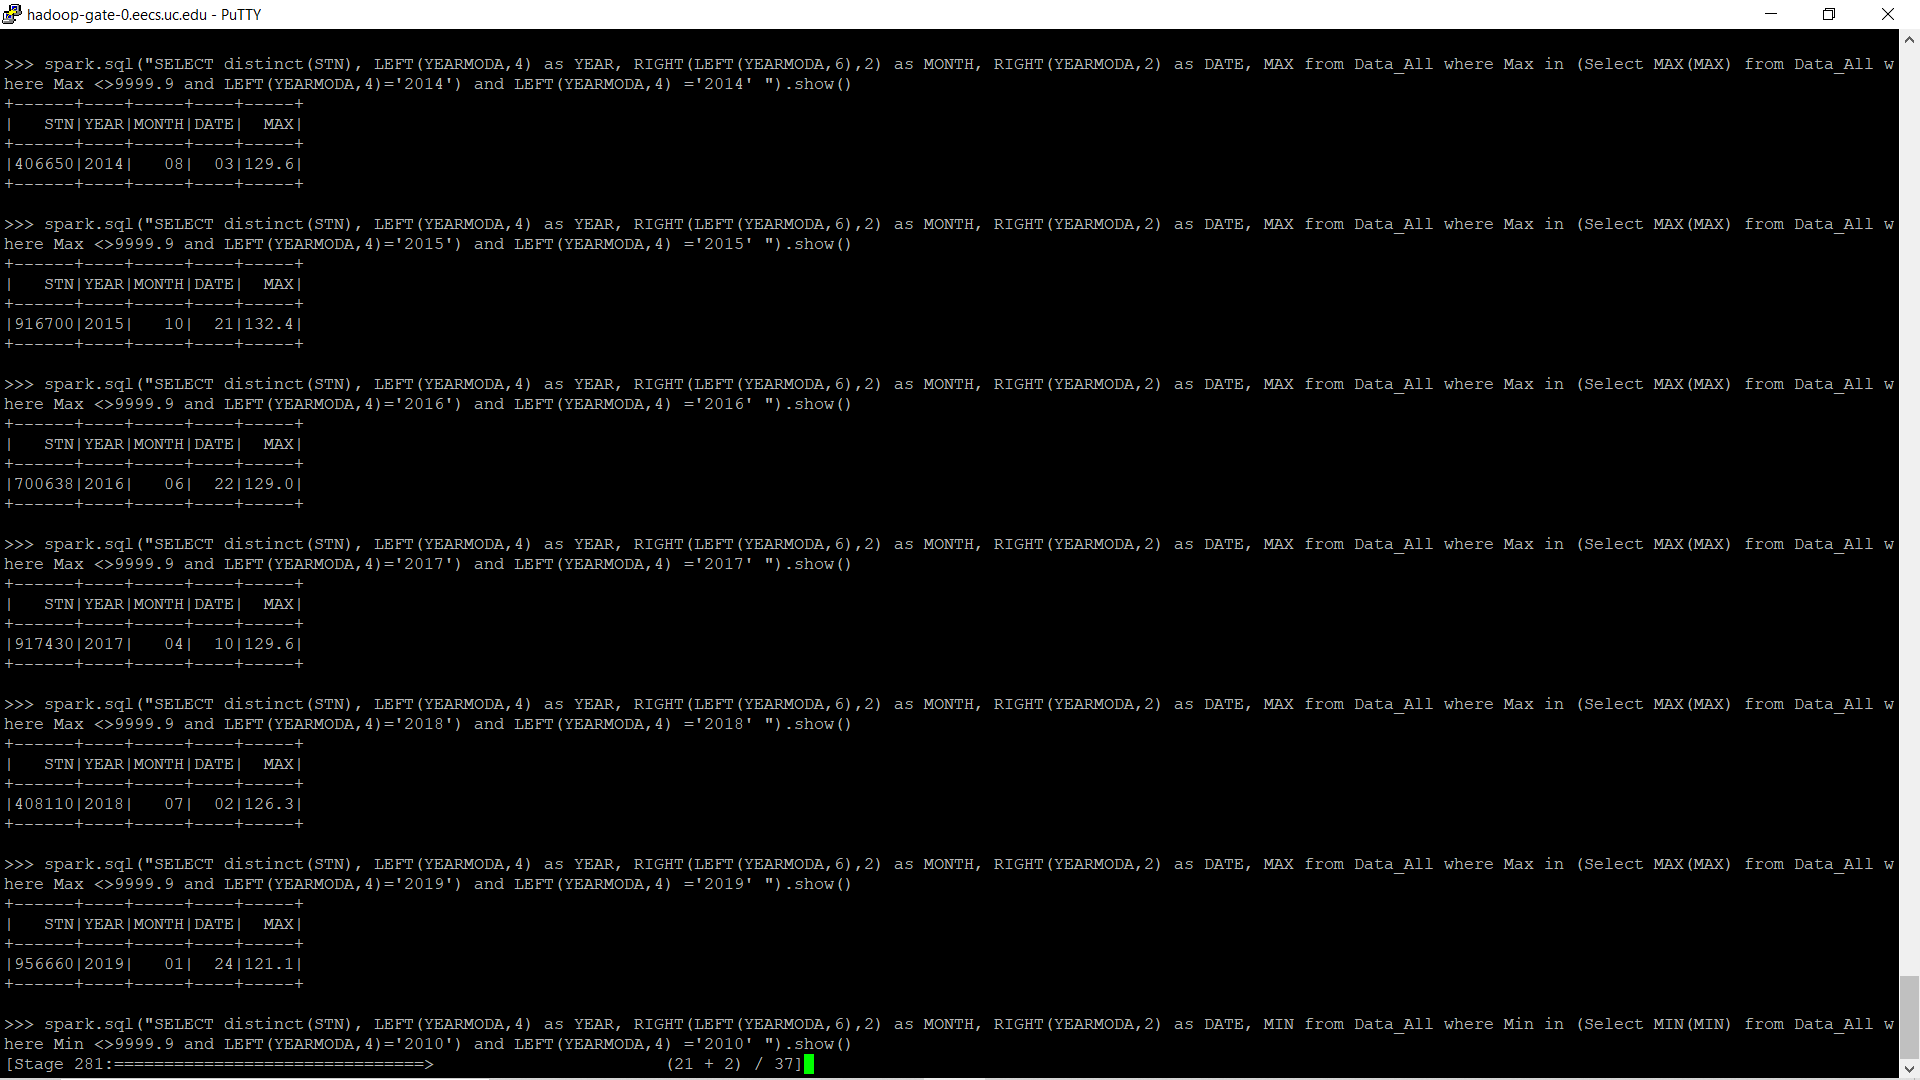 hadoop-gate-0.eecs.uc.edu - PuTTY
>>> spark.sql("SELECT distinct(STN), LEFT(YEARMODA,4) as YEAR, RIGHT(LEFT(YEARMODA,6),2) as MONTH, RIGHT(YEARMODA,2) as DATE, MAX from Data_All where Max in (Select MAX(MAX) from Data_All w
here Max <>9999.9 and LEFT(YEARMODA,4)='2014') and LEFT(YEARMODA,4) ='2014' ").show()
+------+----+-----+----+-----+
|   STN|YEAR|MONTH|DATE|  MAX|
+------+----+-----+----+-----+
|406650|2014|   08|  03|129.6|
+------+----+-----+----+-----+
>>> spark.sql("SELECT distinct(STN), LEFT(YEARMODA,4) as YEAR, RIGHT(LEFT(YEARMODA,6),2) as MONTH, RIGHT(YEARMODA,2) as DATE, MAX from Data_All where Max in (Select MAX(MAX) from Data_All w
here Max <>9999.9 and LEFT(YEARMODA,4)='2015') and LEFT(YEARMODA,4) ='2015' ").show()
+------+----+-----+----+-----+
|   STN|YEAR|MONTH|DATE|  MAX|
+------+----+-----+----+-----+
|916700|2015|   10|  21|132.4|
+------+----+-----+----+-----+
>>> spark.sql("SELECT distinct(STN), LEFT(YEARMODA,4) as YEAR, RIGHT(LEFT(YEARMODA,6),2) as MONTH, RIGHT(YEARMODA,2) as DATE, MAX from Data_All where Max in (Select MAX(MAX) from Data_All w
here Max <>9999.9 and LEFT(YEARMODA,4)='2016') and LEFT(YEARMODA,4) ='2016' ").show()
+------+----+-----+----+-----+
|   STN|YEAR|MONTH|DATE|  MAX|
+------+----+-----+----+-----+
|700638|2016|   06|  22|129.0|
+------+----+-----+----+-----+
>>> spark.sql("SELECT distinct(STN), LEFT(YEARMODA,4) as YEAR, RIGHT(LEFT(YEARMODA,6),2) as MONTH, RIGHT(YEARMODA,2) as DATE, MAX from Data_All where Max in (Select MAX(MAX) from Data_All w
here Max <>9999.9 and LEFT(YEARMODA,4)='2017') and LEFT(YEARMODA,4) ='2017' ").show()
+------+----+-----+----+-----+
|   STN|YEAR|MONTH|DATE|  MAX|
+------+----+-----+----+-----+
|917430|2017|   04|  10|129.6|
+------+----+-----+----+-----+
>>> spark.sql("SELECT distinct(STN), LEFT(YEARMODA,4) as YEAR, RIGHT(LEFT(YEARMODA,6),2) as MONTH, RIGHT(YEARMODA,2) as DATE, MAX from Data_All where Max in (Select MAX(MAX) from Data_All w
here Max <>9999.9 and LEFT(YEARMODA,4)='2018') and LEFT(YEARMODA,4) ='2018' ").show()
+------+----+-----+----+-----+
|   STN|YEAR|MONTH|DATE|  MAX|
+------+----+-----+----+-----+
|408110|2018|   07|  02|126.3|
+------+----+-----+----+-----+
>>> spark.sql("SELECT distinct(STN), LEFT(YEARMODA,4) as YEAR, RIGHT(LEFT(YEARMODA,6),2) as MONTH, RIGHT(YEARMODA,2) as DATE, MAX from Data_All where Max in (Select MAX(MAX) from Data_All w
here Max <>9999.9 and LEFT(YEARMODA,4)='2019') and LEFT(YEARMODA,4) ='2019' ").show()
+------+----+-----+----+-----+
|   STN|YEAR|MONTH|DATE|  MAX|
+------+----+-----+----+-----+
|956660|2019|   01|  24|121.1|
+------+----+-----+----+-----+
>>> spark.sql("SELECT distinct(STN), LEFT(YEARMODA,4) as YEAR, RIGHT(LEFT(YEARMODA,6),2) as MONTH, RIGHT(YEARMODA,2) as DATE, MIN from Data_All where Min in (Select MIN(MIN) from Data_All w
here Min <>9999.9 and LEFT(YEARMODA,4)='2010') and LEFT(YEARMODA,4) ='2010' ").show()
[Stage 281:===============================>                       (21 + 2) / 37]